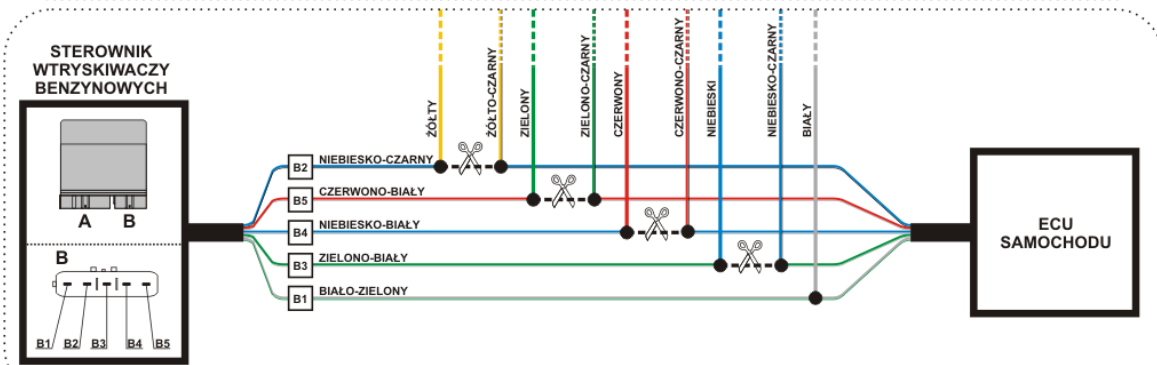 STEROWNIK
WTRYSKIWACZY
BENZYNOWYCH
A B
B
B1 B2 B3 B4 B5
ŻÓŁTY
ŻÓŁTO-CZARNY
ZIELONY
ZIELONO-CZARNY
CZERWONY
CZERWONO-CZARNY
NIEBIESKI
NIEBIESKO-CZARNY
BIAŁY
B2 NIEBIESKO-CZARNY
B5 CZERWONO-BIAŁY
B4 NIEBIESKO-BIAŁY
B3 ZIELONO-BIAŁY
B1 BIAŁO-ZIELONY
ECU
SAMOCHODU